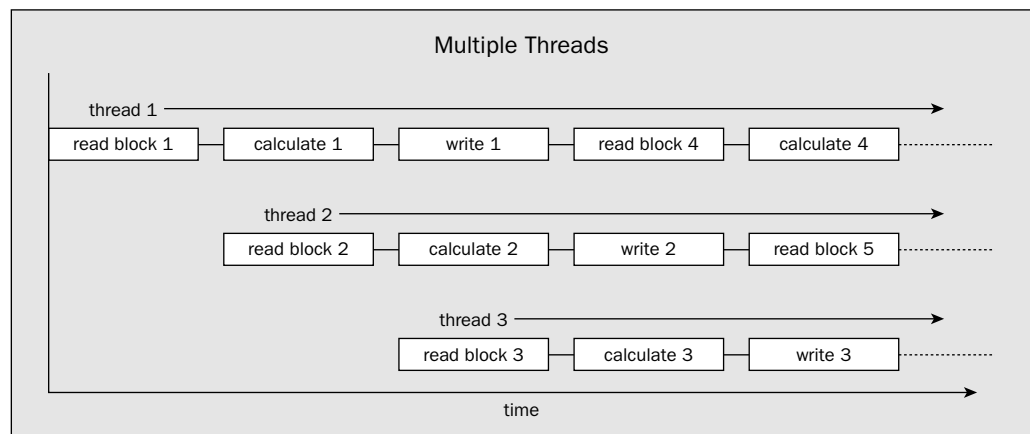 Multiple Threads
thread 1
read block 1 calculate 1 write 1 read block 4 calculate 4
thread 2
read block 2 calculate 2 write 2 read block 5
thread 3
read block 3 calculate 3 write 3
time